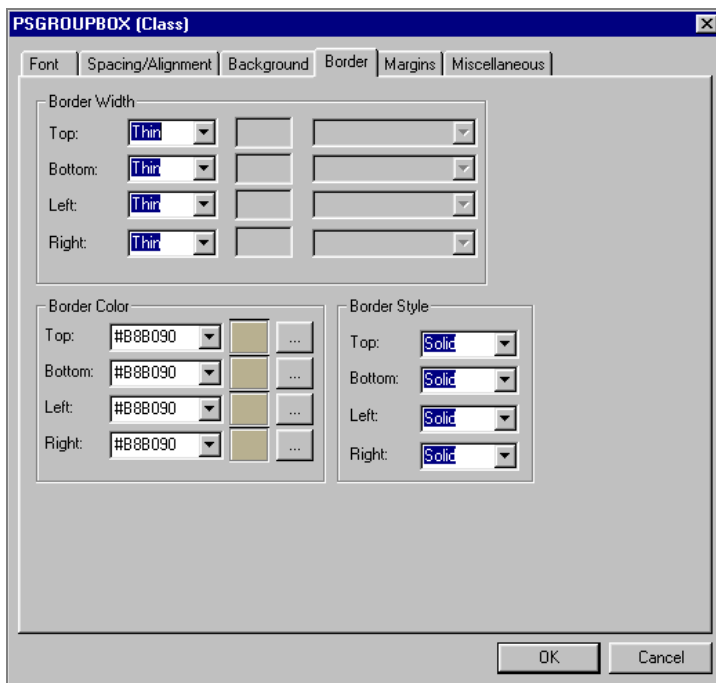 PSGROUPBOX (Class)
Font Spacing/Alignment Background Border Margins Miscellaneous
Border Width
Top: Thin
Bottom: Thin
Left: Thin
Right: Thin
Border Color
Top: #B8B090 ...
Bottom: #B8B090 ...
Left: #B8B090 ...
Right: #B8B090 ...
Border Style
Top: Solid
Bottom: Solid
Left: Solid
Right: Solid
OK Cancel